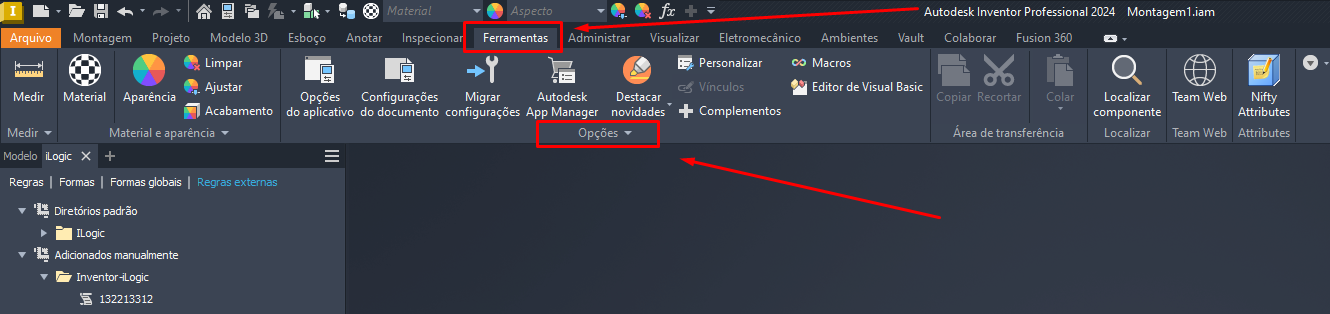 I
Material
Aspecto
fx
Autodesk Inventor Professional 2024 Montagem1.iam
Arquivo Montagem Projeto Modelo 3D Esboço Anotar Inspecionar Ferramentas Administrar Visualizar Eletromecânico Ambientes Vault Colaborar Fusion 360
Medir
Material
Aparência
Limpar
Ajustar
Acabamento
Opções
do aplicativo
Configurações
do documento
Migrar
configurações
Autodesk
App Manager
Destacar
novidades
Personalizar
Vínculos
Complementos
Macros
Editor de Visual Basic
Copiar
Recortar
Colar
Localizar
componente
Team Web
Nifty
Attributes
Medir
Material e aparência
Opções
Área de transferência
Localizar
Team Web
Attributes
Modelo iLogic
Regras | Formas | Formas globais | Regras externas
Diretórios padrão
ILogic
Adicionados manualmente
Inventor-iLogic
132213312